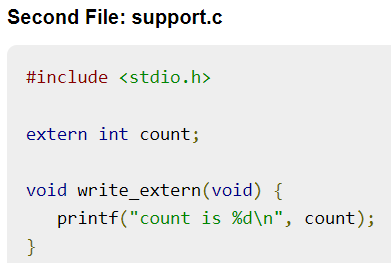 Second File: support.c
#include <stdio.h>
extern int count;
void write_extern(void) {
   printf("count is %d\n", count);
}